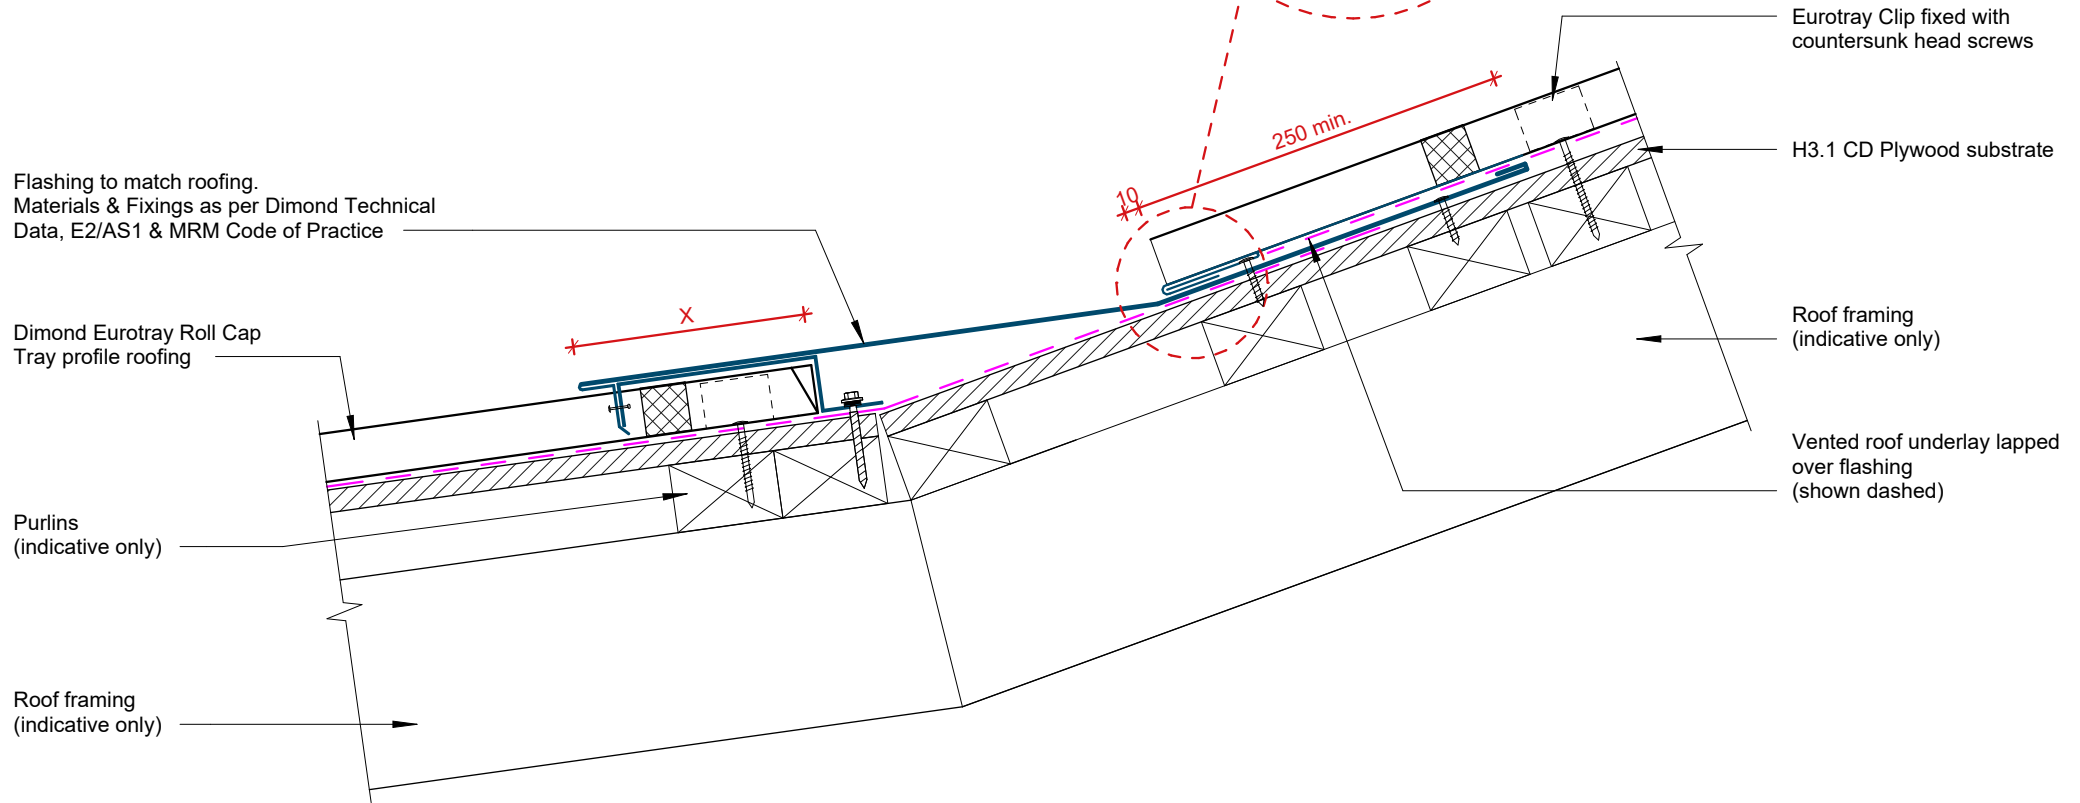 Eurotray Clip fixed with
countersunk head screws
250 min.
H3.1 CD Plywood substrate
Flashing to match roofing.
Materials & Fixings as per Dimond Technical
Data, E2/AS1 & MRM Code of Practice
10
X
Dimond Eurotray Roll Cap
Tray profile roofing
Roof framing
(indicative only)
Vented roof underlay lapped
over flashing
(shown dashed)
Purlins
(indicative only)
Roof framing
(indicative only)